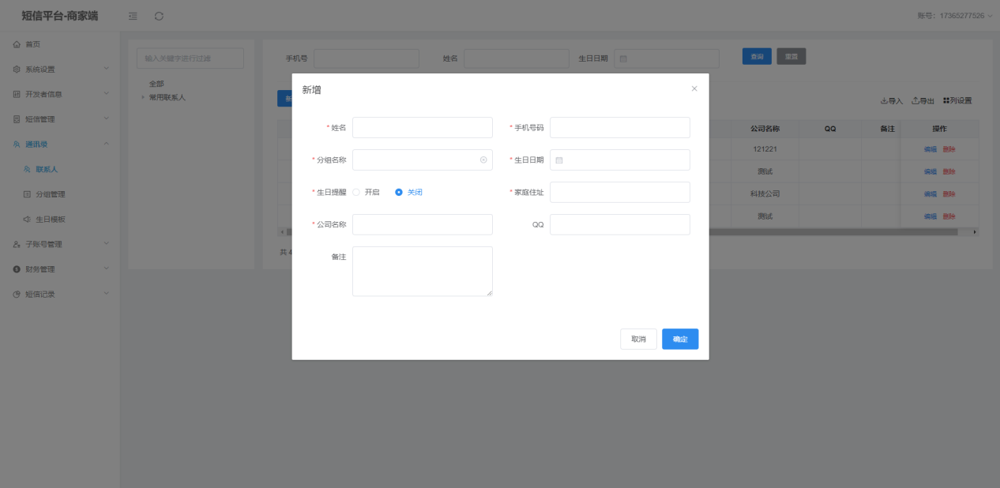 短信平台-商家端
账号：17365277526
首页
系统设置
开发者信息
短信管理
通讯录
联系人
分组管理
生日模板
子账号管理
财务管理
短信记录
输入关键字进行过滤
全部
常用联系人
手机号
姓名
生日日期
查询
重置
新
导入
导出
列设置
公司名称 QQ 备注 操作
121221 编辑 删除
测试 编辑 删除
科技公司 编辑 删除
测试 编辑 删除
共 4
新增
*姓名
*手机号码
*分组名称
*生日日期
*生日提醒 开启 关闭
*家庭住址
*公司名称
QQ
备注
取消
确定